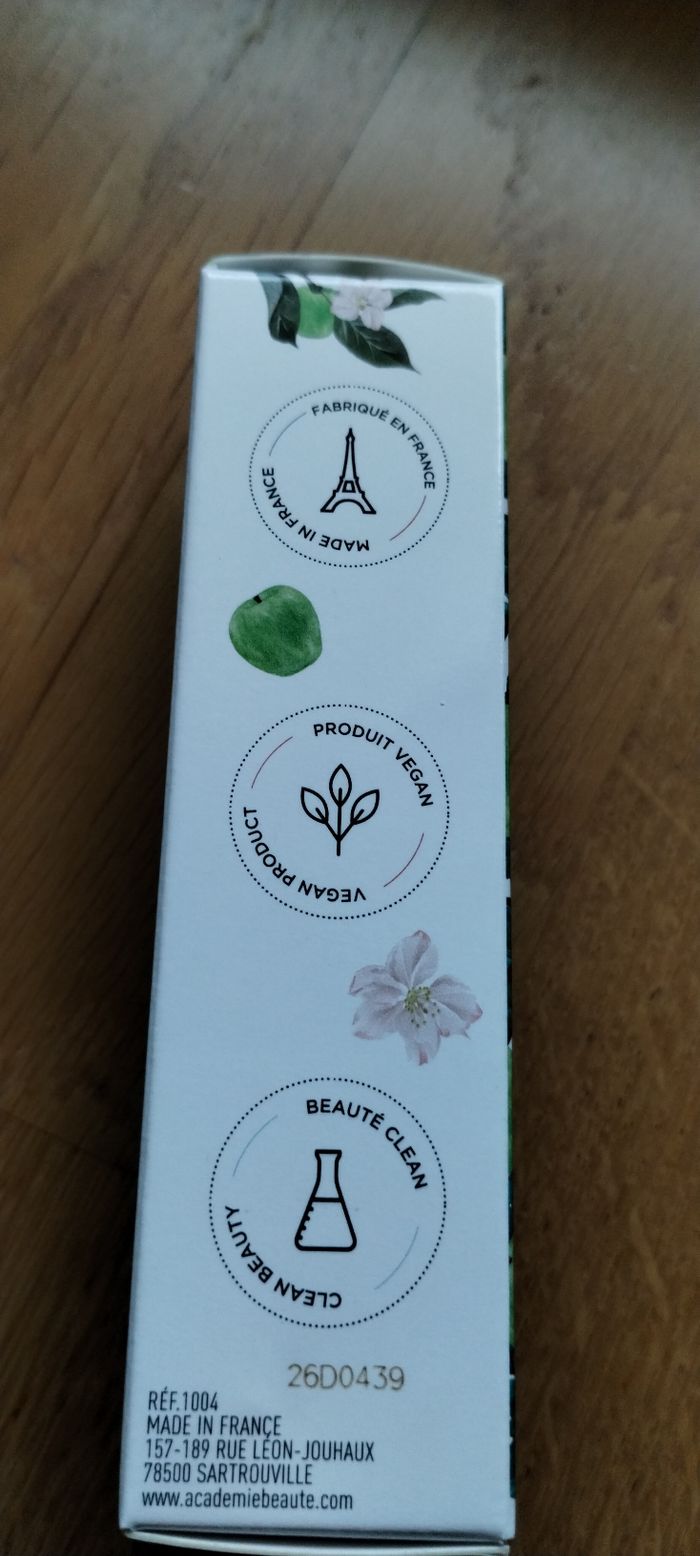 FABRIQUÉ EN FRANCE
MADE IN FRANCE
PRODUIT VEGAN
VEGAN PRODUCT
BEAUTÉ CLEAN
CLEAN BEAUTY
26D0439
RÉF.1004
MADE IN FRANCE
157-189 RUE LÉON-JOUHAUX
78500 SARTROUVILLE
www.academiebeaute.com